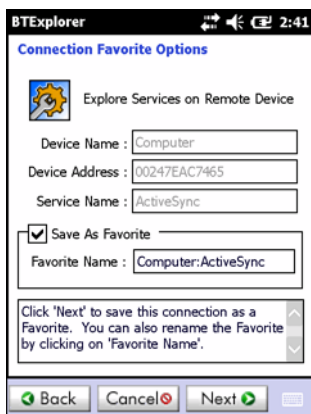 BTExplorer 2:41
Connection Favorite Options
Explore Services on Remote Device
Device Name : Computer
Device Address : 00247EAC7465
Service Name : ActiveSync
Save As Favorite
Favorite Name : Computer:ActiveSync
Click 'Next' to save this connection as a
Favorite. You can also rename the Favorite
by clicking on 'Favorite Name'.
Back Cancel Next